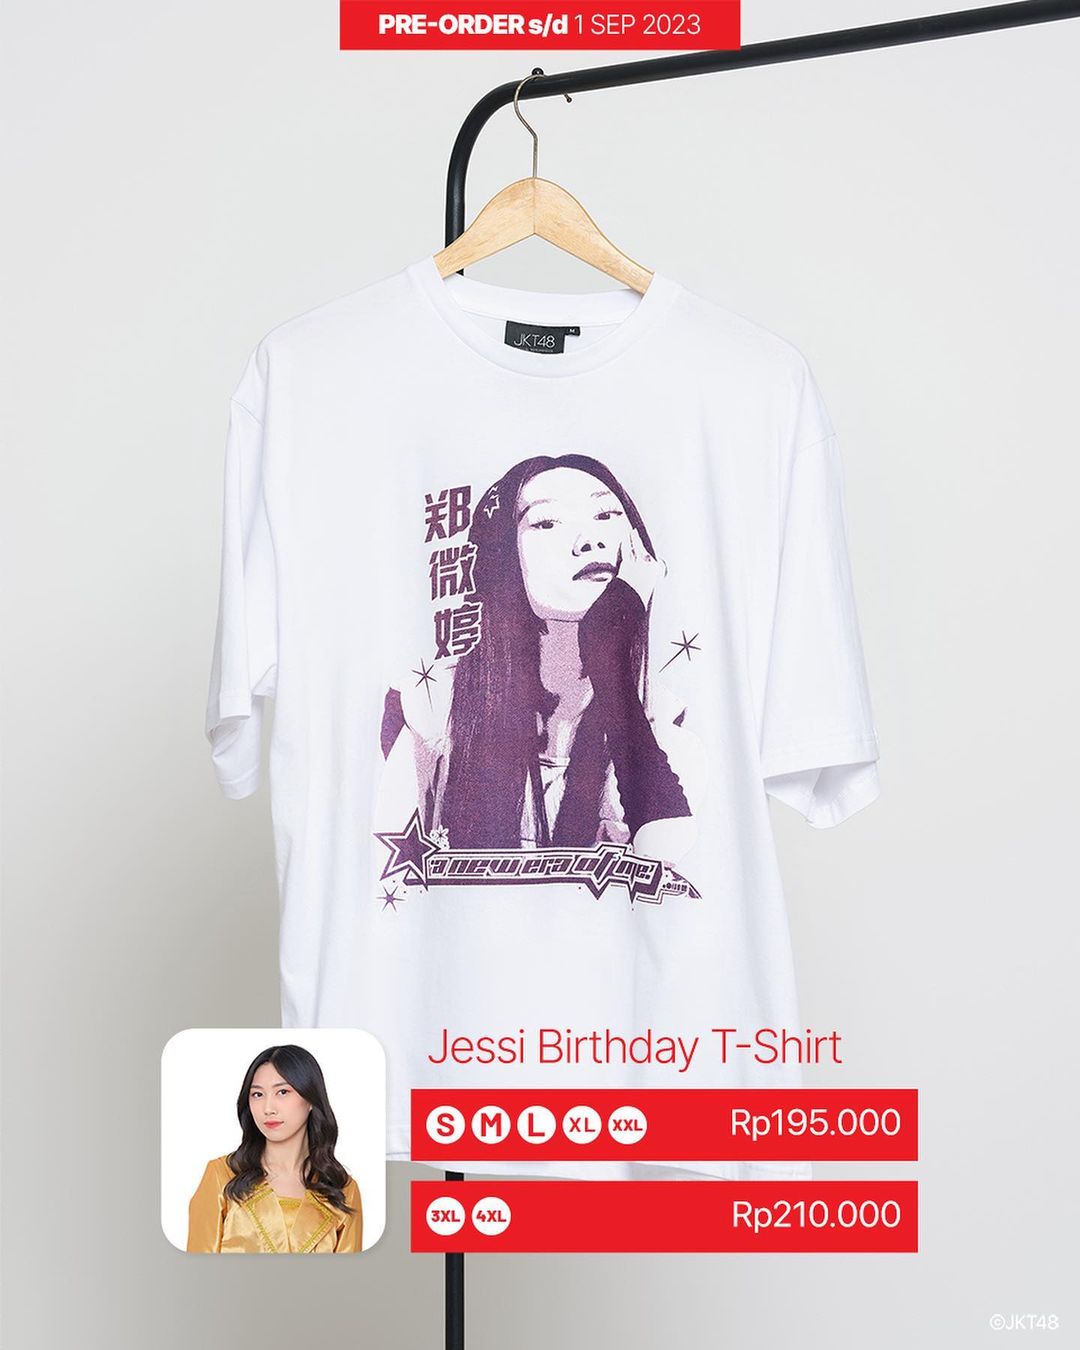 PRE-ORDER s/d 1 SEP 2023
JKT48
M
郑
微
婷
a new era of me!
Jessi Birthday T-Shirt
S M L XL XXL Rp195.000
3XL 4XL Rp210.000
©JKT48